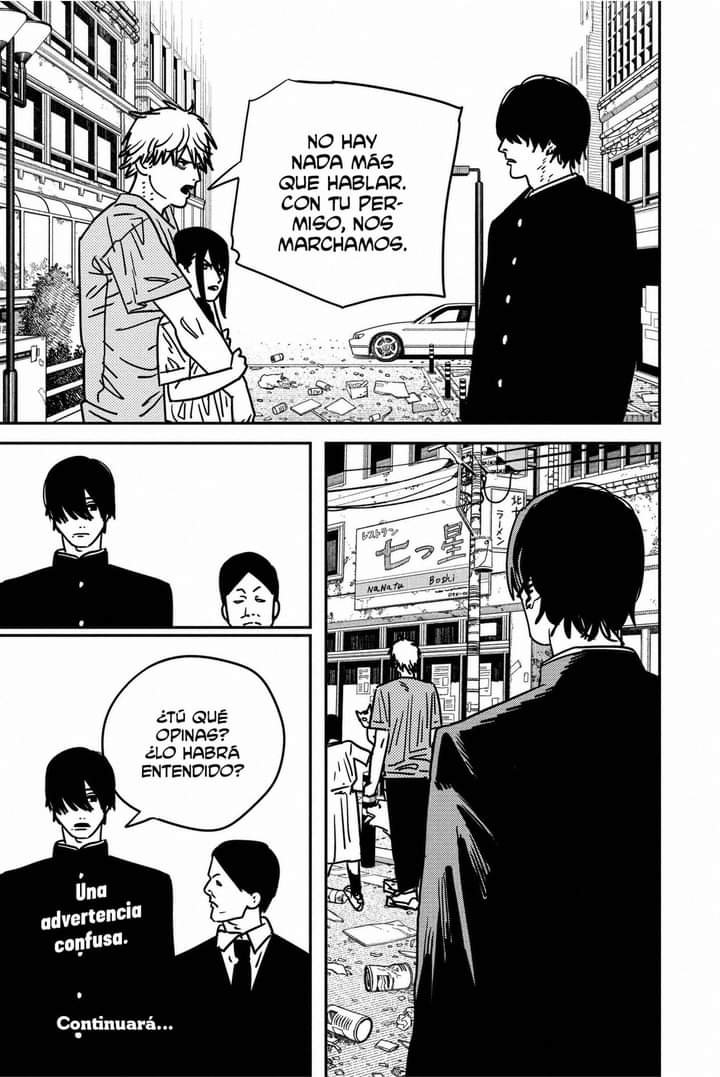 NO HAY
NADA MÁS
QUE HABLAR.
CON TU PER-
MISO, NOS
MARCHAMOS.
レストラン
七つ星
NaNatu Boshi
ラーメン
¿TÚ QUÉ
OPINAS?
¿LO HABRÁ
ENTENDIDO?
Una
advertencia
confusa.
Continuará...